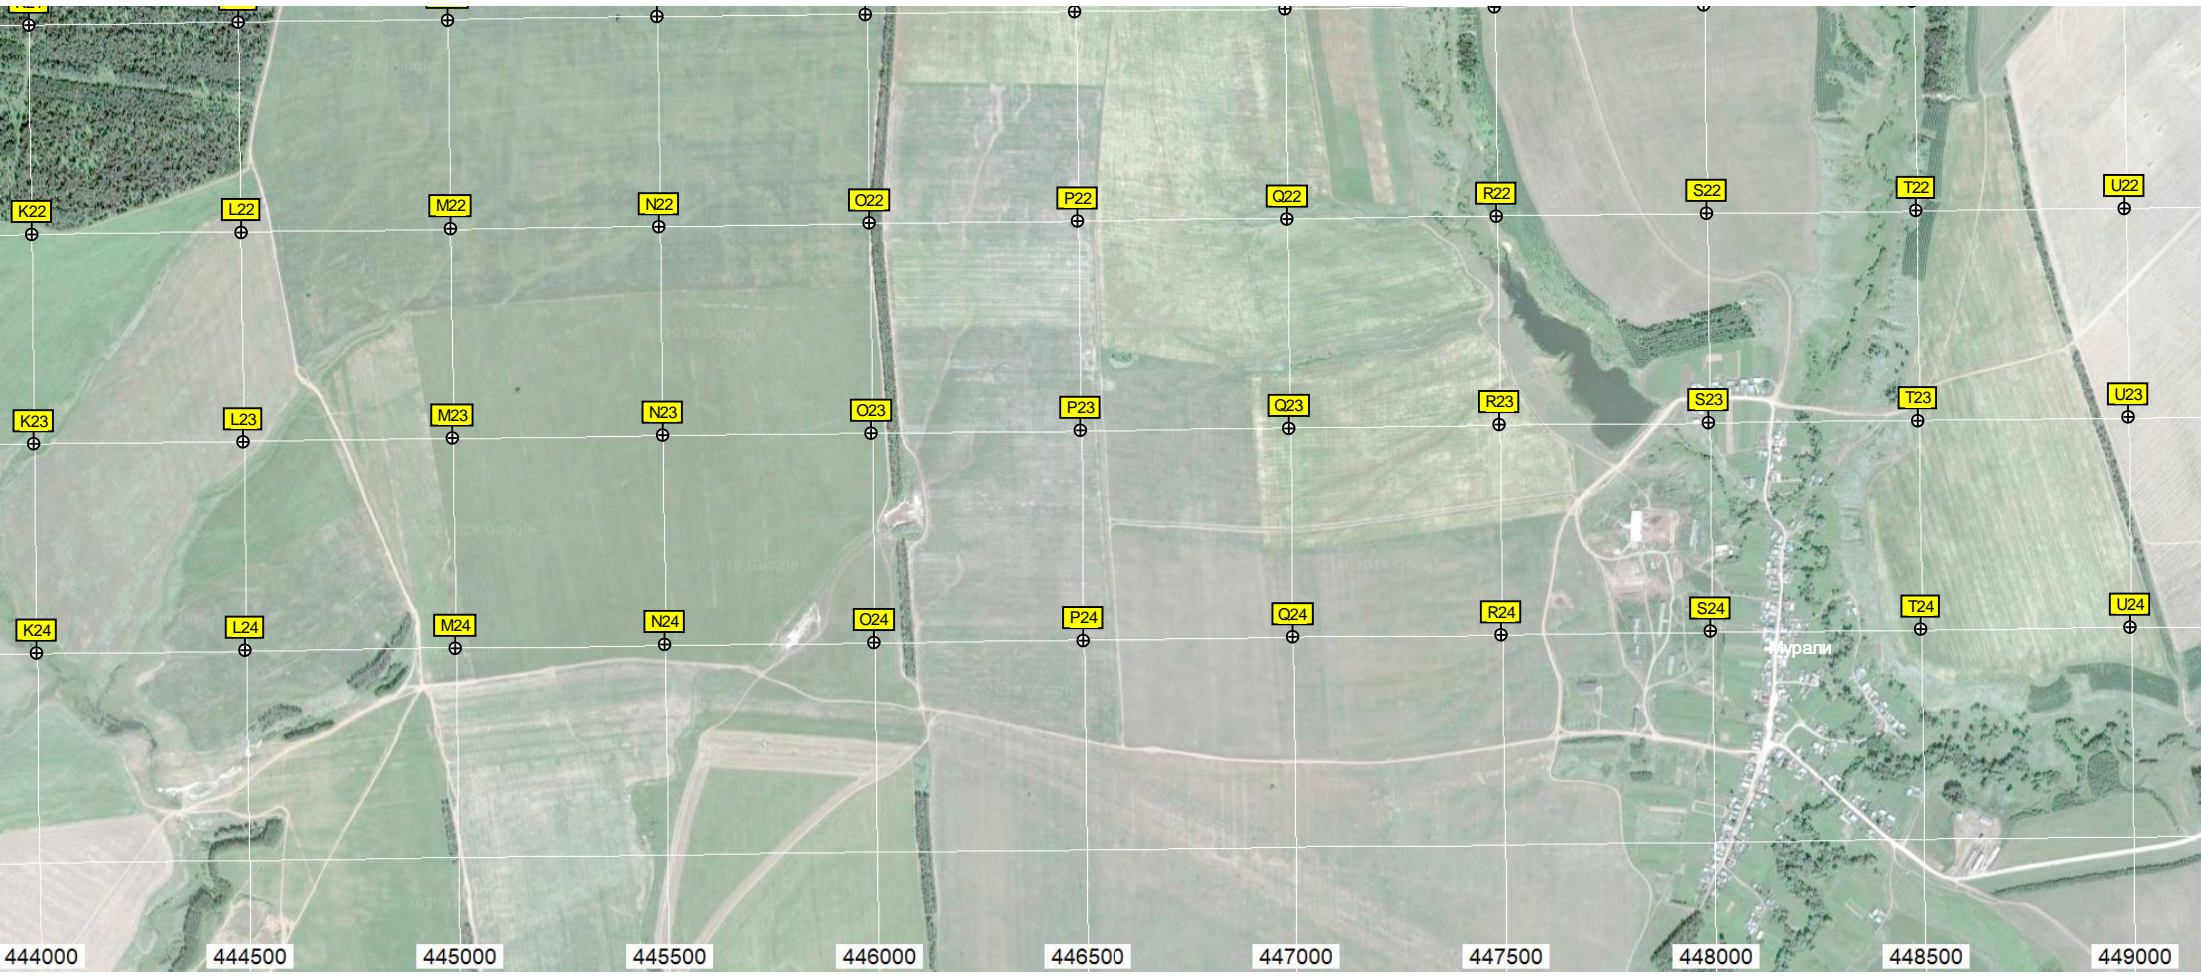 K22 L22 M22 N22 O22 P22 Q22 R22 S22 T22 U22
K23 L23 M23 N23 O23 P23 Q23 R23 S23 T23 U23
K24 L24 M24 N24 O24 P24 Q24 R24 S24 T24 U24
Мурали
444000 444500 445000 445500 446000 446500 447000 447500 448000 448500 449000